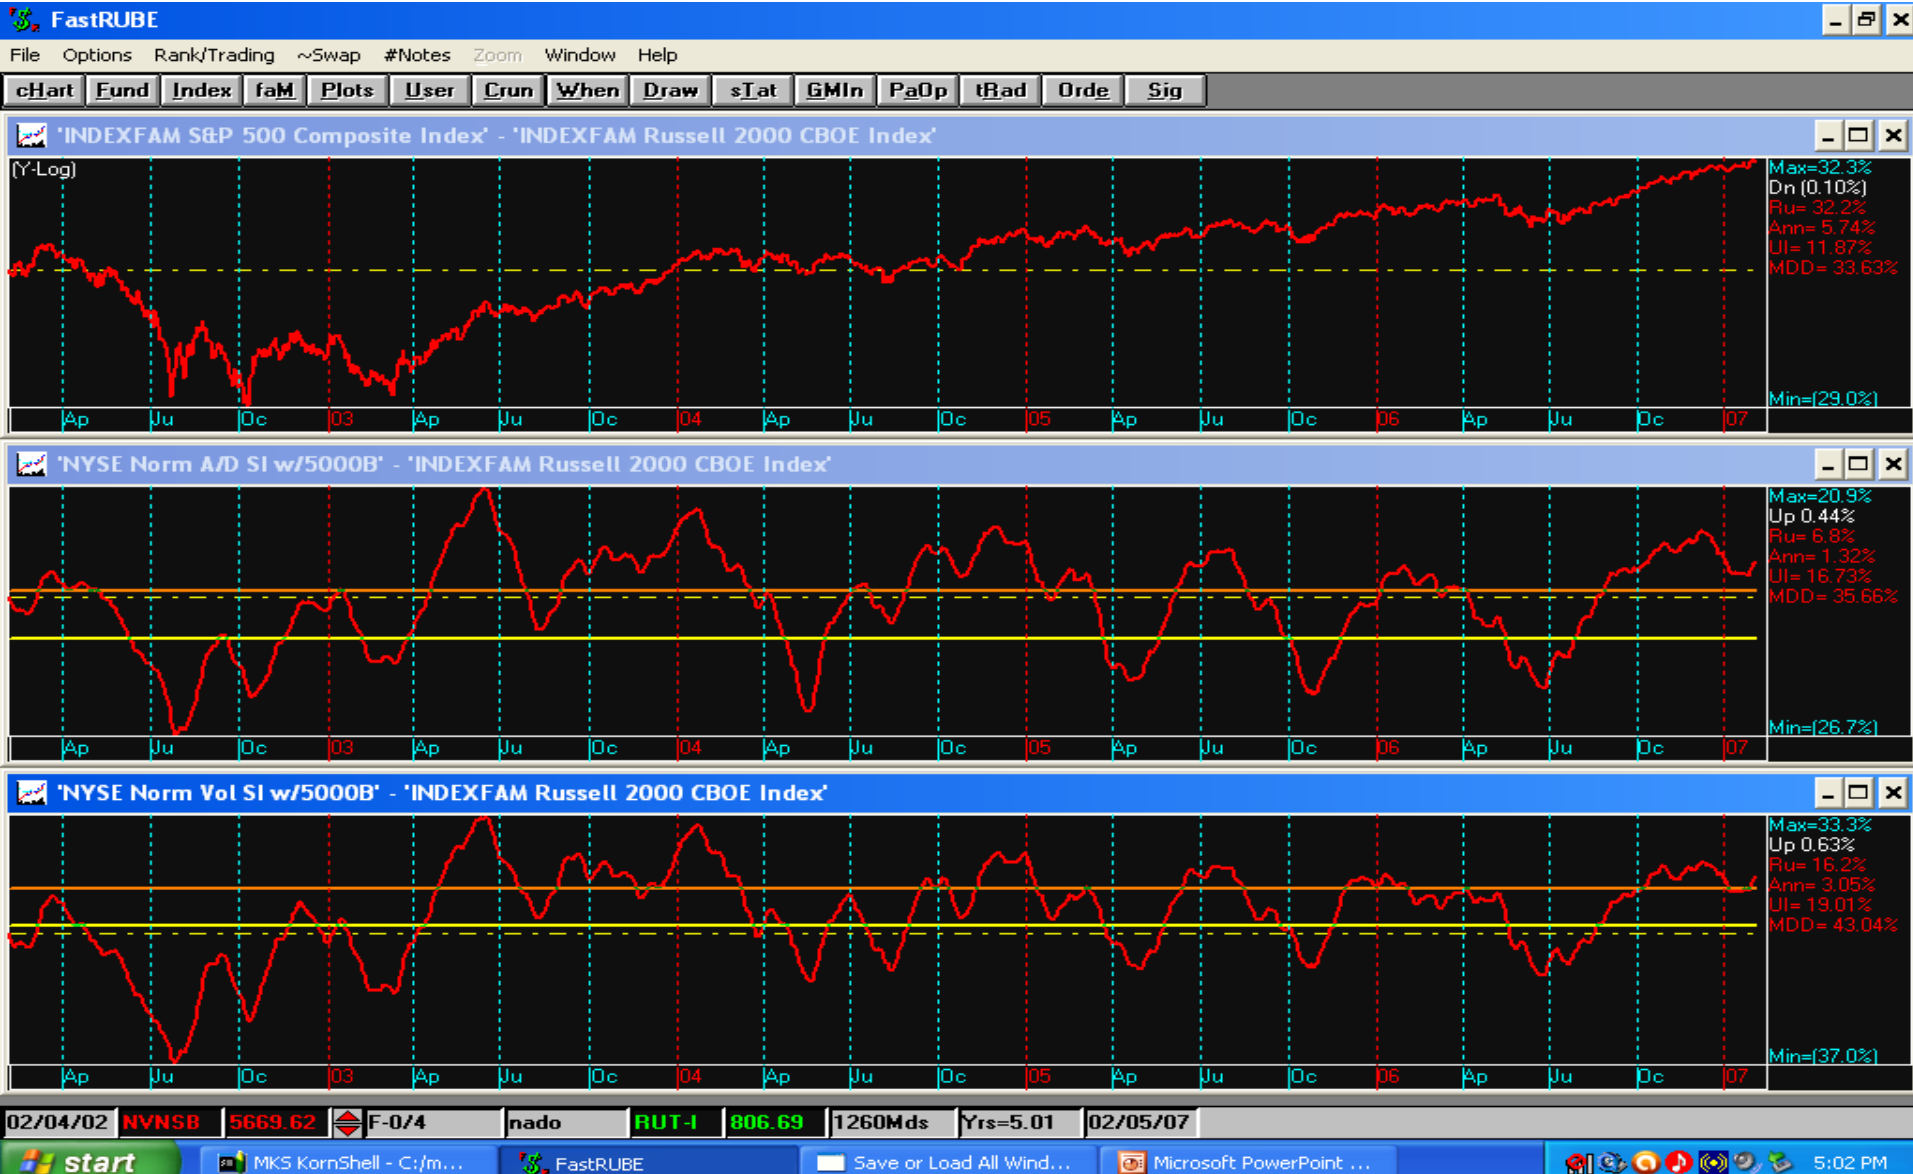 FastRUBE
File Options Rank/Trading ~Swap #Notes Zoom Window Help
cHart Fund Index faM Plots User Crun When Draw sTat GMIn PaOp tRad Orde Sig
'INDEXFAM S&P 500 Composite Index' - 'INDEXFAM Russell 2000 CBOE Index'
(Y-Log)
Max=32.3%
Dn (0.10%)
Ru= 32.2%
Ann= 5.74%
UI= 11.87%
MDD= 33.63%
Min=(29.0%)
Ap Ju Oc 03 Ap Ju Oc 04 Ap Ju Oc 05 Ap Ju Oc 06 Ap Ju Oc 07
'NYSE Norm A/D SI w/5000B' - 'INDEXFAM Russell 2000 CBOE Index'
Max=20.9%
Up 0.44%
Ru= 6.8%
Ann= 1.32%
UI= 16.73%
MDD= 35.66%
Min=(26.7%)
Ap Ju Oc 03 Ap Ju Oc 04 Ap Ju Oc 05 Ap Ju Oc 06 Ap Ju Oc 07
'NYSE Norm Vol SI w/5000B' - 'INDEXFAM Russell 2000 CBOE Index'
Max=33.3%
Up 0.63%
Ru= 16.2%
Ann= 3.05%
UI= 19.01%
MDD= 43.04%
Min=(37.0%)
Ap Ju Oc 03 Ap Ju Oc 04 Ap Ju Oc 05 Ap Ju Oc 06 Ap Ju Oc 07
02/04/02 NVNSB 5669.62 F-0/4 nado RUT-I 806.69 1260Mds Yrs=5.01 02/05/07
start MKS KornShell - C:/m... FastRUBE Save or Load All Wind... Microsoft PowerPoint ... 5:02 PM